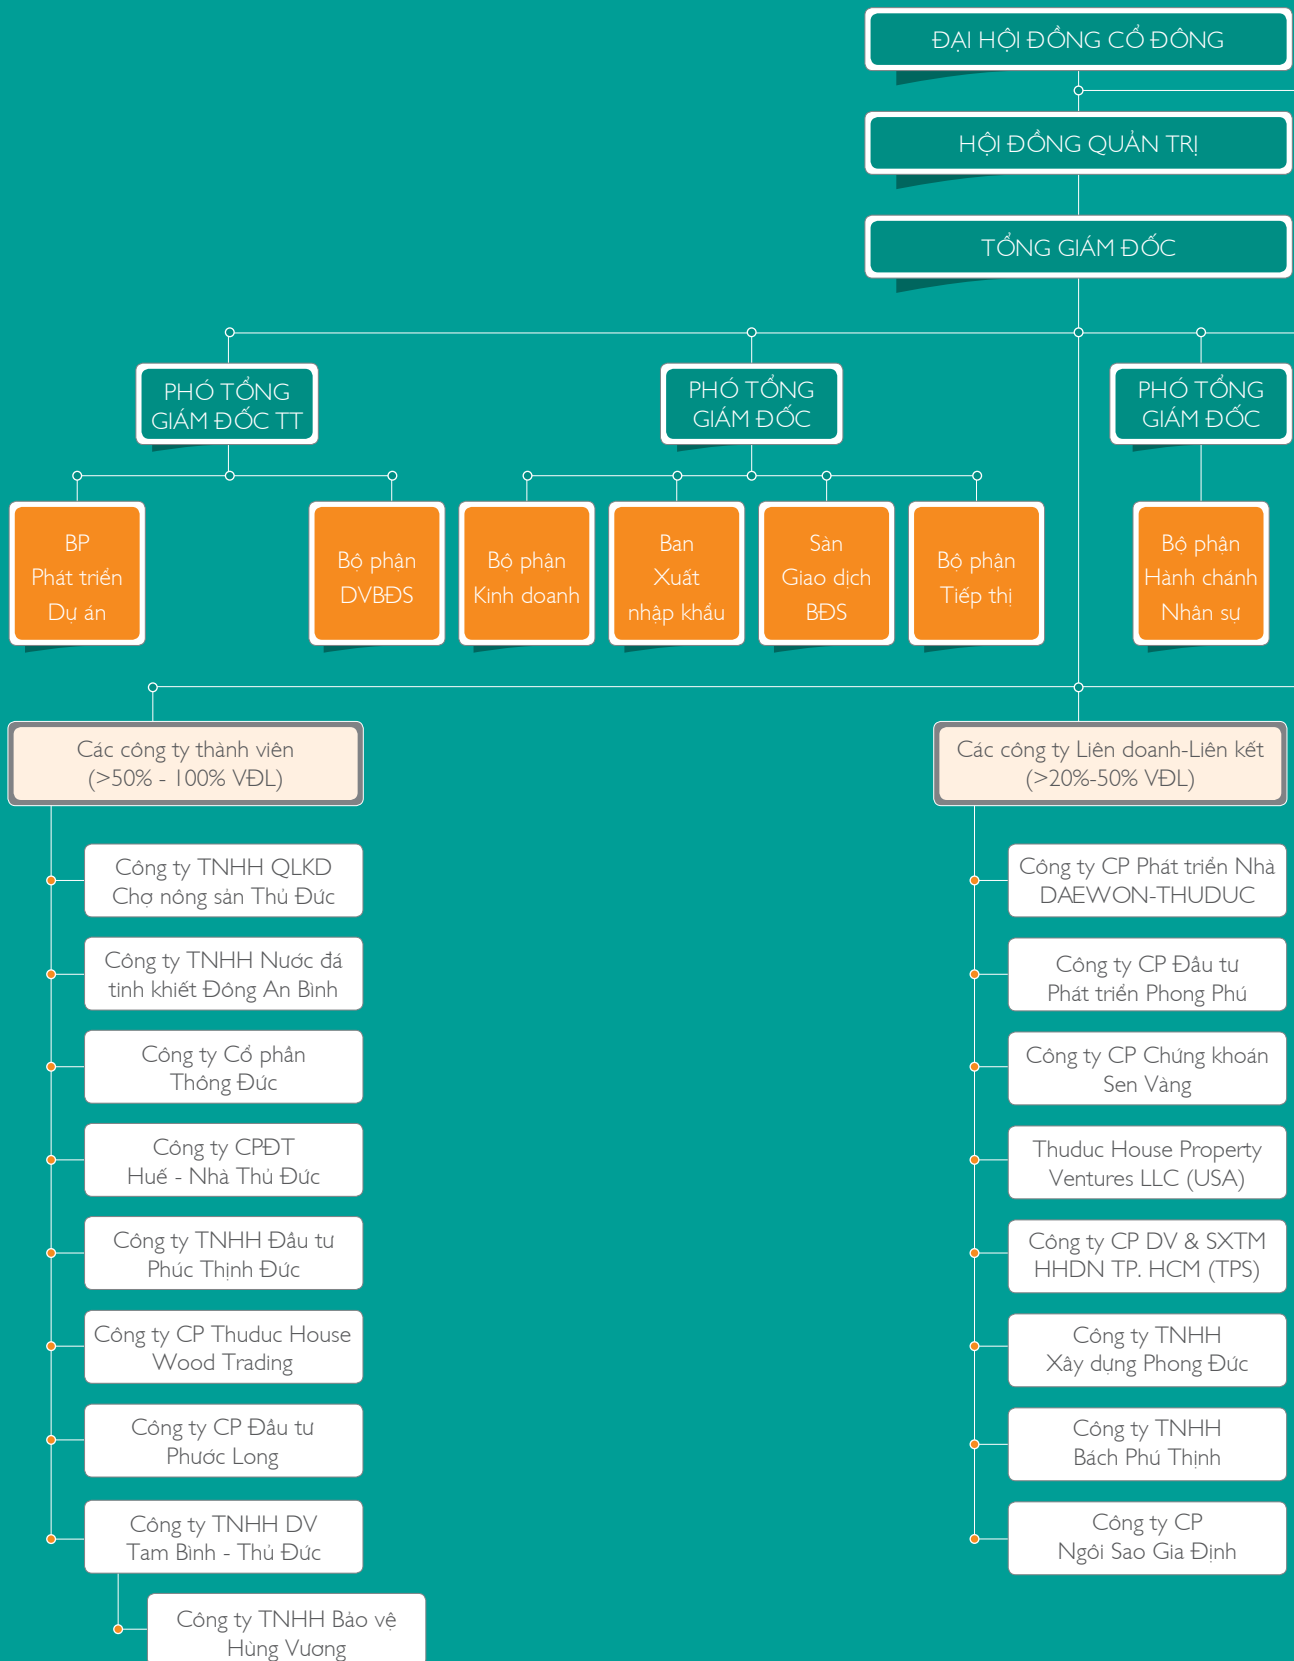 ĐẠI HỘI ĐỒNG CỔ ĐÔNG
HỘI ĐỒNG QUẢN TRỊ
TỔNG GIÁM ĐỐC
PHÓ TỔNG
GIÁM ĐỐC TT
PHÓ TỔNG
GIÁM ĐỐC
PHÓ TỔNG
GIÁM ĐỐC
BP
Phát triển
Dự án
Bộ phận
DVBĐS
Bộ phận
Kinh doanh
Ban
Xuất
nhập khẩu
Sàn
Giao dịch
BĐS
Bộ phận
Tiếp thị
Bộ phận
Hành chánh
Nhân sự
Các công ty thành viên
(>50% - 100% VĐL)
Công ty TNHH QLKD
Chợ nông sản Thủ Đức
Công ty TNHH Nước đá
tinh khiết Đông An Bình
Công ty Cổ phần
Thông Đức
Công ty CPĐT
Huế - Nhà Thủ Đức
Công ty TNHH Đầu tư
Phúc Thịnh Đức
Công ty CP Thuduc House
Wood Trading
Công ty CP Đầu tư
Phước Long
Công ty TNHH DV
Tam Bình - Thủ Đức
Công ty TNHH Bảo vệ
Hùng Vương
Các công ty Liên doanh-Liên kết
(>20%-50% VĐL)
Công ty CP Phát triển Nhà
DAEWON-THUDUC
Công ty CP Đầu tư
Phát triển Phong Phú
Công ty CP Chứng khoán
Sen Vàng
Thuduc House Property
Ventures LLC (USA)
Công ty CP DV & SXTM
HHDN TP. HCM (TPS)
Công ty TNHH
Xây dựng Phong Đức
Công ty TNHH
Bách Phú Thịnh
Công ty CP
Ngôi Sao Gia Định